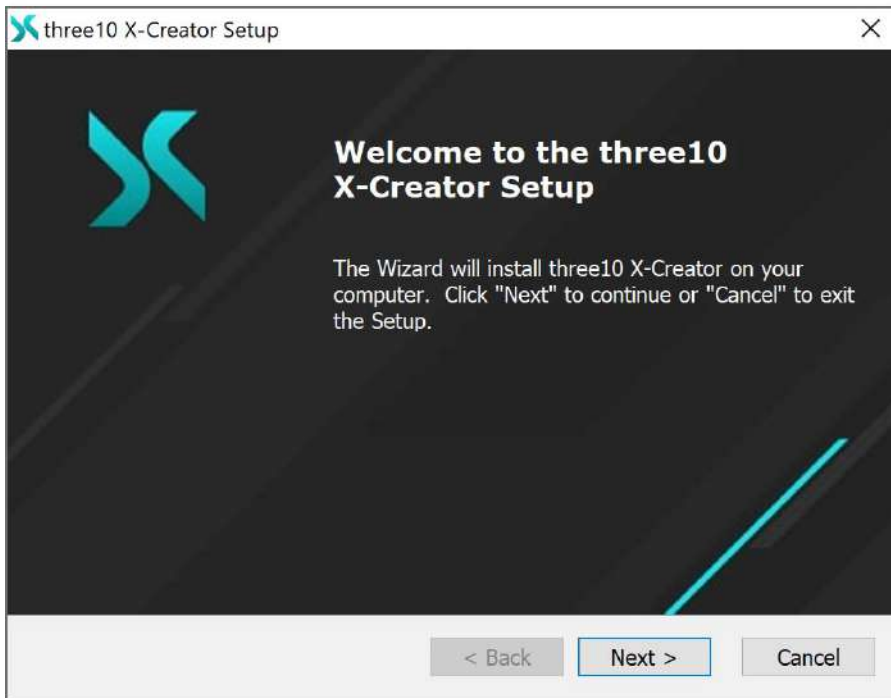 three10 X-Creator Setup
Welcome to the three10
X-Creator Setup
The Wizard will install three10 X-Creator on your
computer. Click "Next" to continue or "Cancel" to exit
the Setup.
< Back
Next >
Cancel